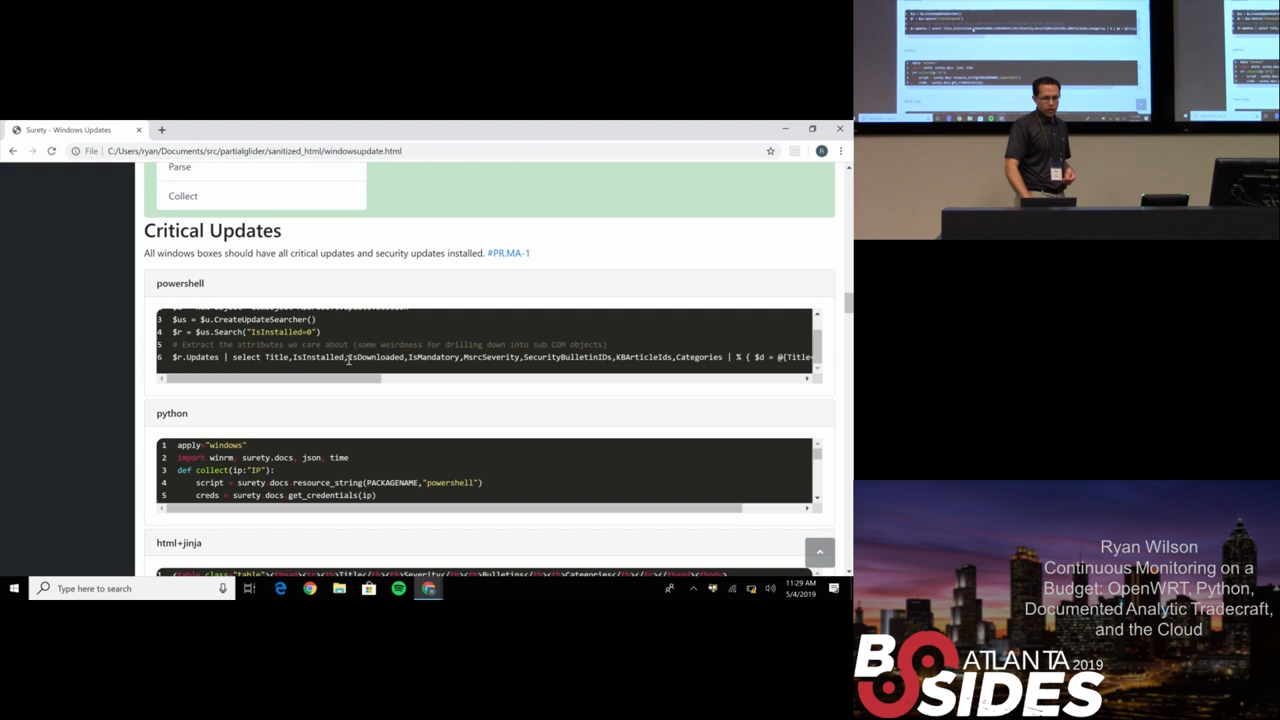 Surety - Windows Updates
File
C:/Users/ryan/Documents/src/partialglider/sanitized_html/windowsupdate.html
R
Parse
Collect
Critical Updates
All windows boxes should have all critical updates and security updates installed. #PR.MA-1
powershell
3 $us = $u.CreateUpdateSearcher()
4 $r = $us.Search("IsInstalled=0")
5 # Extract the attributes we care about (some weirdness for drilling down into sub COM objects)
6 $r.Updates | select Title,IsInstalled,IsDownloaded,IsMandatory,MsrcSeverity,SecurityBulletinIDs,KBArticleIds,Categories | % { $d = @{Title=
python
1 apply="windows"
2 import winrm, surety.docs, json, time
3 def collect(ip:"IP"):
4 script = surety.docs.resource_string(PACKAGENAME,"powershell")
5 creds = surety.docs.get_credentials(ip)
html+jinja
Type here to search
11:29 AM
5/4/2019
Ryan Wilson
Continuous Monitoring on a
Budget: OpenWRT, Python,
Documented Analytic Tradecraft,
and the Cloud
BSIDES
ATLANTA 2019